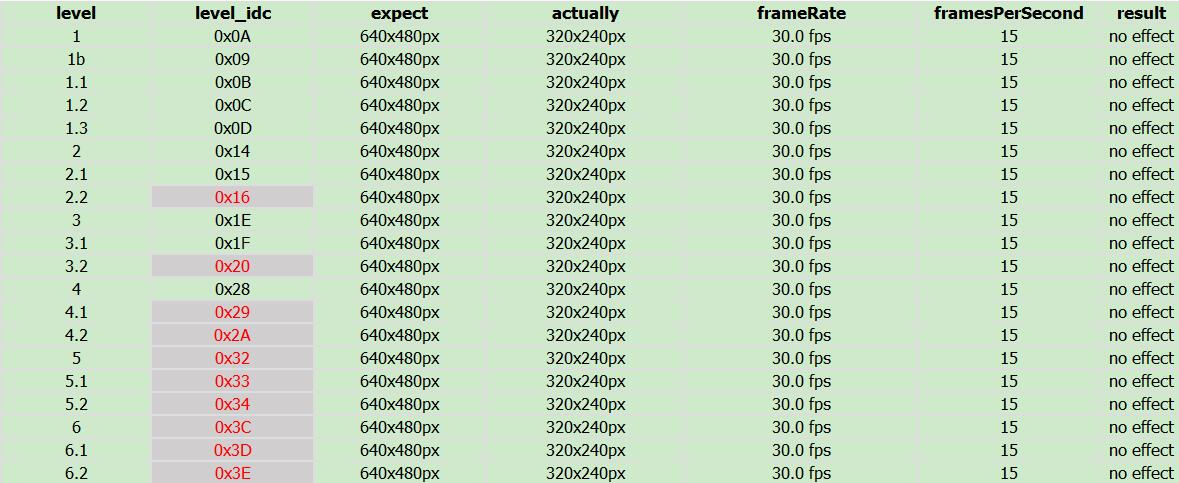 level level_idc expect actually frameRate framesPerSecond result
1 0x0A 640x480px 320x240px 30.0 fps 15 no effect
1b 0x09 640x480px 320x240px 30.0 fps 15 no effect
1.1 0x0B 640x480px 320x240px 30.0 fps 15 no effect
1.2 0x0C 640x480px 320x240px 30.0 fps 15 no effect
1.3 0x0D 640x480px 320x240px 30.0 fps 15 no effect
2 0x14 640x480px 320x240px 30.0 fps 15 no effect
2.1 0x15 640x480px 320x240px 30.0 fps 15 no effect
2.2 0x16 640x480px 320x240px 30.0 fps 15 no effect
3 0x1E 640x480px 320x240px 30.0 fps 15 no effect
3.1 0x1F 640x480px 320x240px 30.0 fps 15 no effect
3.2 0x20 640x480px 320x240px 30.0 fps 15 no effect
4 0x28 640x480px 320x240px 30.0 fps 15 no effect
4.1 0x29 640x480px 320x240px 30.0 fps 15 no effect
4.2 0x2A 640x480px 320x240px 30.0 fps 15 no effect
5 0x32 640x480px 320x240px 30.0 fps 15 no effect
5.1 0x33 640x480px 320x240px 30.0 fps 15 no effect
5.2 0x34 640x480px 320x240px 30.0 fps 15 no effect
6 0x3C 640x480px 320x240px 30.0 fps 15 no effect
6.1 0x3D 640x480px 320x240px 30.0 fps 15 no effect
6.2 0x3E 640x480px 320x240px 30.0 fps 15 no effect